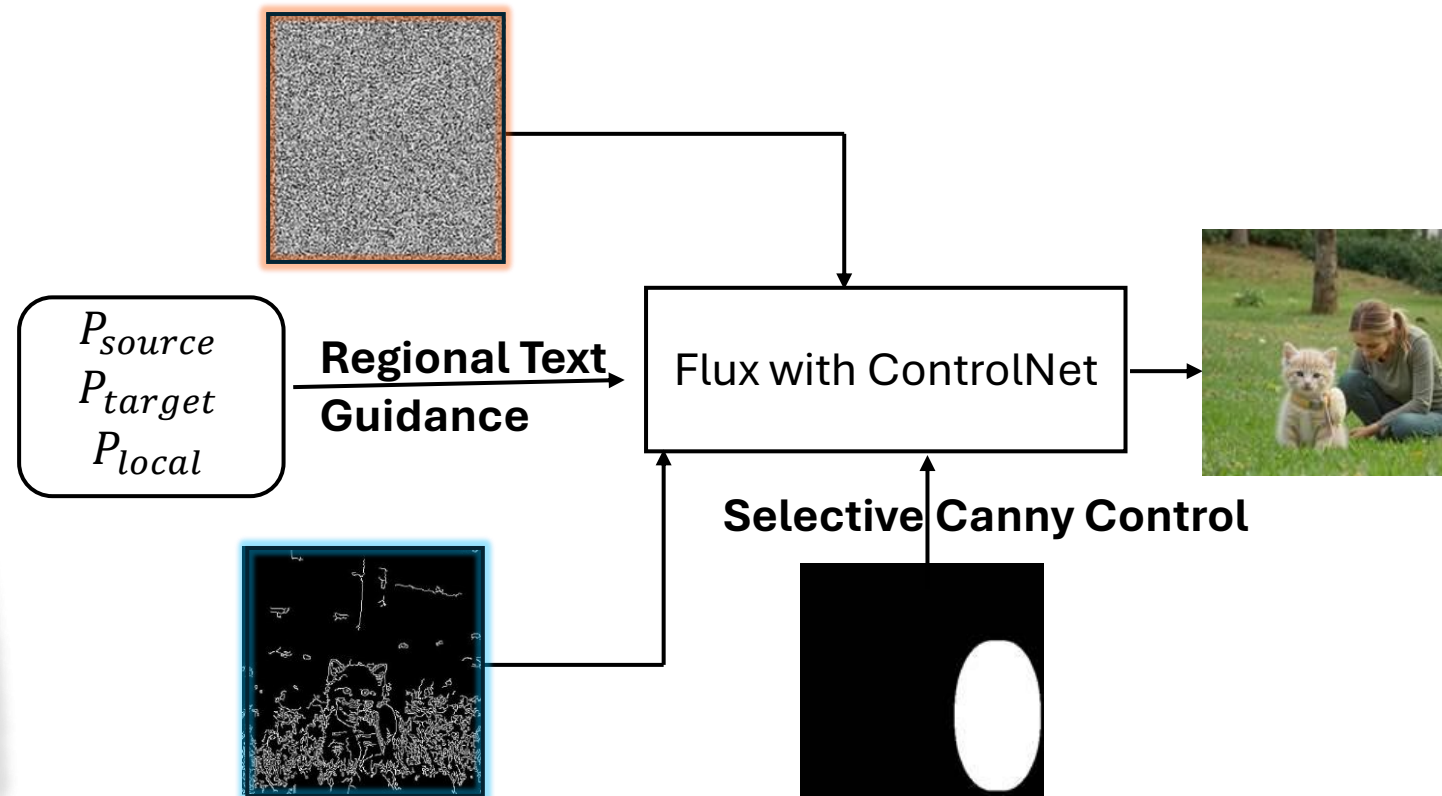 P_source
P_target
P_local
Regional Text
Guidance
Flux with ControlNet
Selective Canny Control